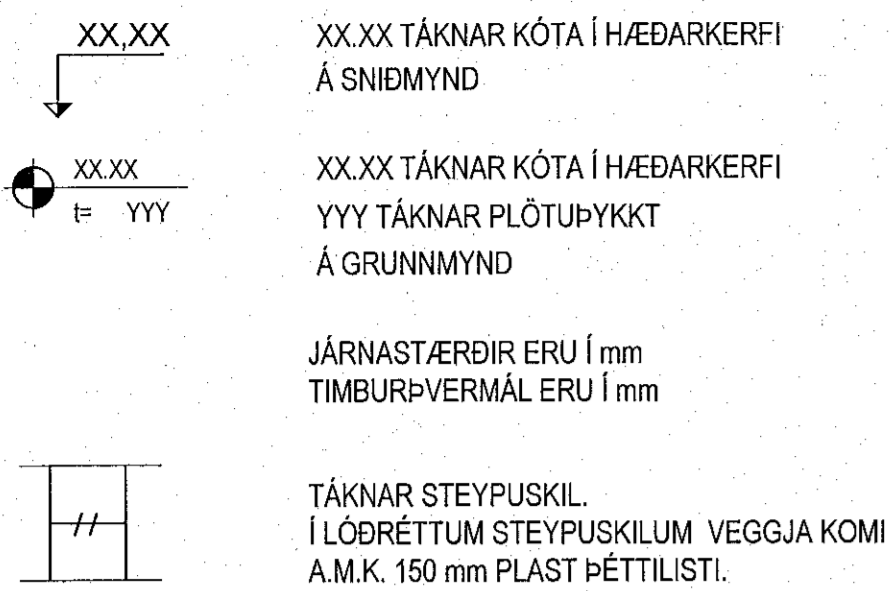 XX,XX
XX.XX TÁKNAR KÓTA Í HÆÐARKERFI
Á SNIÐMYND
XX.XX
t= YYY
XX.XX TÁKNAR KÓTA Í HÆÐARKERFI
YYY TÁKNAR PLÖTUÞYKKT
Á GRUNNMYND
JÁRNASTÆRÐIR ERU Í mm
TIMBURÞVERMÁL ERU Í mm
TÁKNAR STEYPUSKIL.
Í LÓÐRÉTTUM STEYPUSKILUM VEGGJA KOMI
A.M.K. 150 mm PLAST ÞÉTTILISTI.